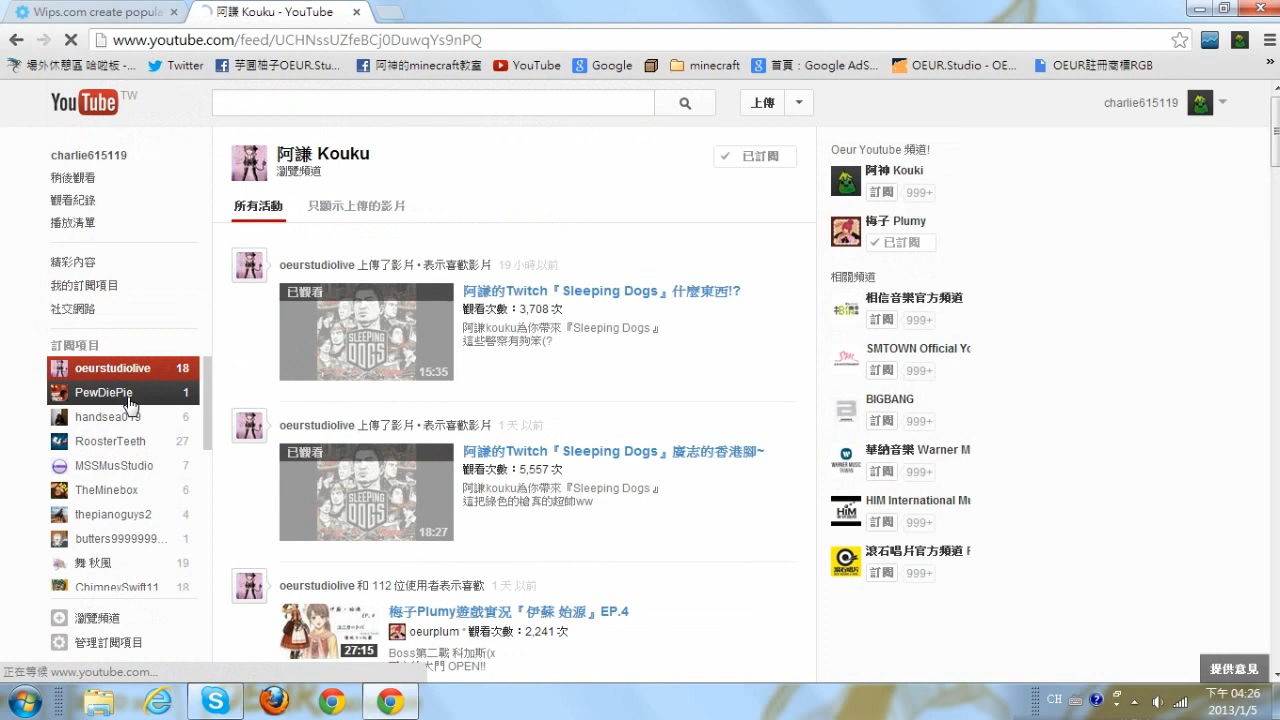 Wips.com create popula
阿謙 Kouku - YouTube
www.youtube.com/feed/UCHNssUZfeBCj0DuwqYs9nPQ
場外休憩區 哈啦板 -...
Twitter
芋圓柚子OEUR.Stu...
阿神的minecraft教室
YouTube
Google
minecraft
首頁：Google AdS...
OEUR.Studio - OE...
OEUR註冊商標RGB
YouTube TW
上傳
charlie615119
charlie615119
稍後觀看
觀看紀錄
播放清單
精彩內容
我的訂閱項目
社交網路
訂閱項目
oeurstudiolive 18
PewDiePie 1
handsea 6
RoosterTeeth 27
MSSMusStudio 7
TheMinebox 6
thepianoguys2 4
butters9999999... 1
舞 秋風 19
ChimneySwift11 18
瀏覽頻道
管理訂閱項目
正在等候 www.youtube.com...
阿謙 Kouku
瀏覽頻道
已訂閱
所有活動 只顯示上傳的影片
oeurstudiolive 上傳了影片 • 表示喜歡影片 19 小時以前
已觀看
SLEEPING DOGS
15:35
阿謙的Twitch『Sleeping Dogs』什麼東西!?
觀看次數：3,708 次
阿謙kouku為你帶來『Sleeping Dogs』
這些警察有夠笨(?
oeurstudiolive 上傳了影片 • 表示喜歡影片 1 天 以前
已觀看
SLEEPING DOGS
18:27
阿謙的Twitch『Sleeping Dogs』廣志的香港腳~
觀看次數：5,557 次
阿謙kouku為你帶來『Sleeping Dogs』
這把綠色的槍真的超帥ww
oeurstudiolive 和 112 位使用者表示喜歡 1 天 以前
27:15
梅子Plumy遊戲實況『伊蘇 始源』EP.4
oeurplum • 觀看次數：2,241 次
Boss第二戰 科加斯(x
OPEN!!
Oeur Youtube 頻道!
阿神 Kouki
訂閱 999+
梅子 Plumy
已訂閱
相關頻道
相信音樂官方頻道
訂閱 999+
SMTOWN Official Yo
訂閱 999+
BIGBANG
訂閱 999+
華納音樂 Warner M
訂閱 999+
HIM International Mu
訂閱 999+
滾石唱片官方頻道 F
訂閱 999+
提供意見
CH
下午 04:26
2013/1/5